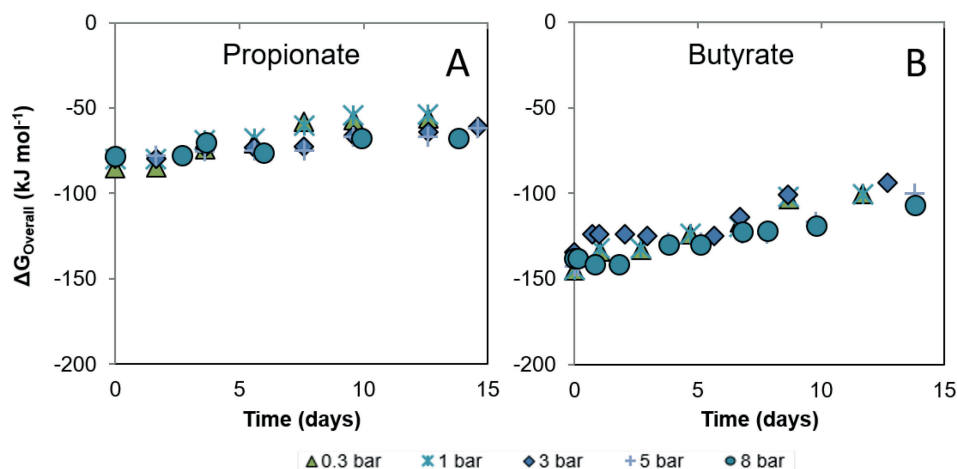 Propionate A
0
-50
-100
-150
-200
ΔG_Overall (kJ mol⁻¹)
0 5 10 15
Time (days)
Butyrate B
0
-50
-100
-150
-200
0 5 10 15
Time (days)
0.3 bar 1 bar 3 bar 5 bar 8 bar